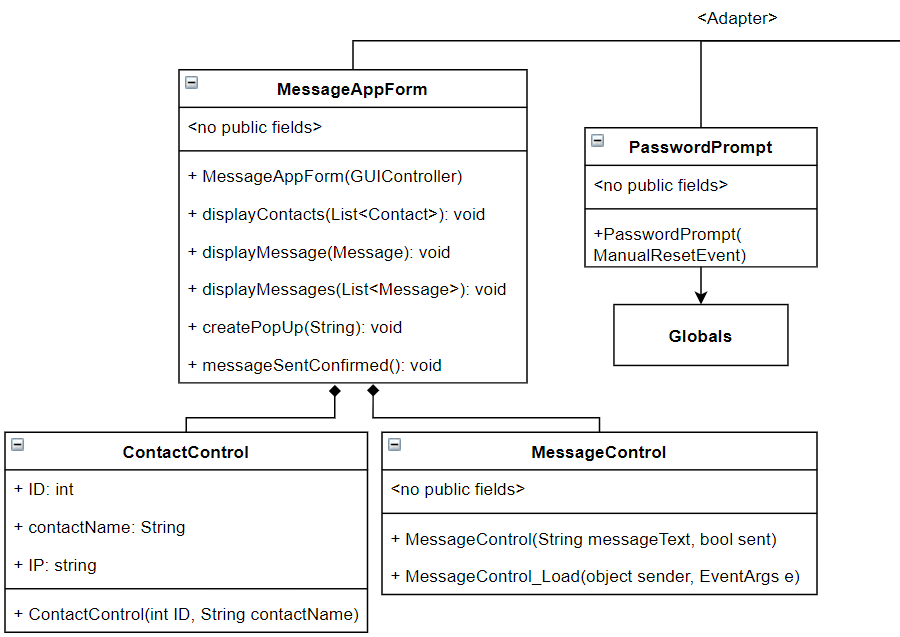 <Adapter>
MessageAppForm
<no public fields>
+ MessageAppForm(GUIController)
+ displayContacts(List<Contact>): void
+ displayMessage(Message): void
+ displayMessages(List<Message>): void
+ createPopUp(String): void
+ messageSentConfirmed(): void
PasswordPrompt
<no public fields>
+PasswordPrompt(
ManualResetEvent)
Globals
ContactControl
+ ID: int
+ contactName: String
+ IP: string
+ ContactControl(int ID, String contactName)
MessageControl
<no public fields>
+ MessageControl(String messageText, bool sent)
+ MessageControl_Load(object sender, EventArgs e)